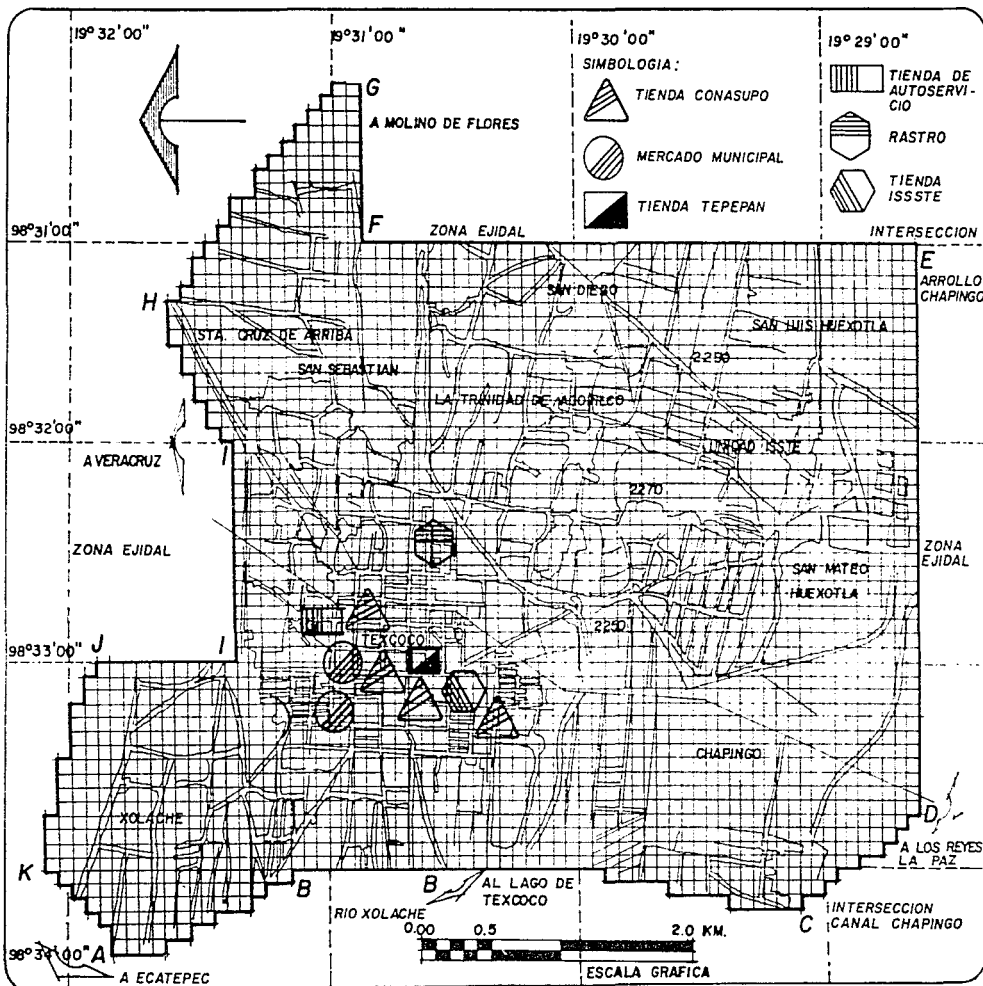 19° 32' 00"
19° 31' 00"
19° 30' 00"
19° 29' 00"
SIMBOLOGIA:
TIENDA CONASUPO
MERCADO MUNICIPAL
TIENDA TEPEPAN
TIENDA DE
AUTOSERVI-
CIO
RASTRO
TIENDA
ISSSTE
G
A MOLINO DE FLORES
98° 31' 00"
F
ZONA EJIDAL
INTERSECCION
E
ARROLLO
CHAPINGO
SAN DIEGO
H
STA. CRUZ DE ARRIBA
SAN LUIS HUEXOTLA
SAN SEBASTIAN
2290
LA TRINIDAD DE
98° 32' 00"
A VERACRUZ
I
UNIDAD ISSTE
2270
ZONA EJIDAL
ZONA
EJIDAL
SAN MATEO
HUEXOTLA
2250
TEXCOCO
98° 33' 00"
J
I
CHAPINGO
XOLACHE
D
A LOS REYES
LA PAZ
K
B
B
AL LAGO DE
TEXCOCO
RIO XOLACHE
C
INTERSECCION
CANAL CHAPINGO
0.00 0.5 2.0 KM.
98° 34' 00"
A
A ECATEPEC
ESCALA GRAFICA